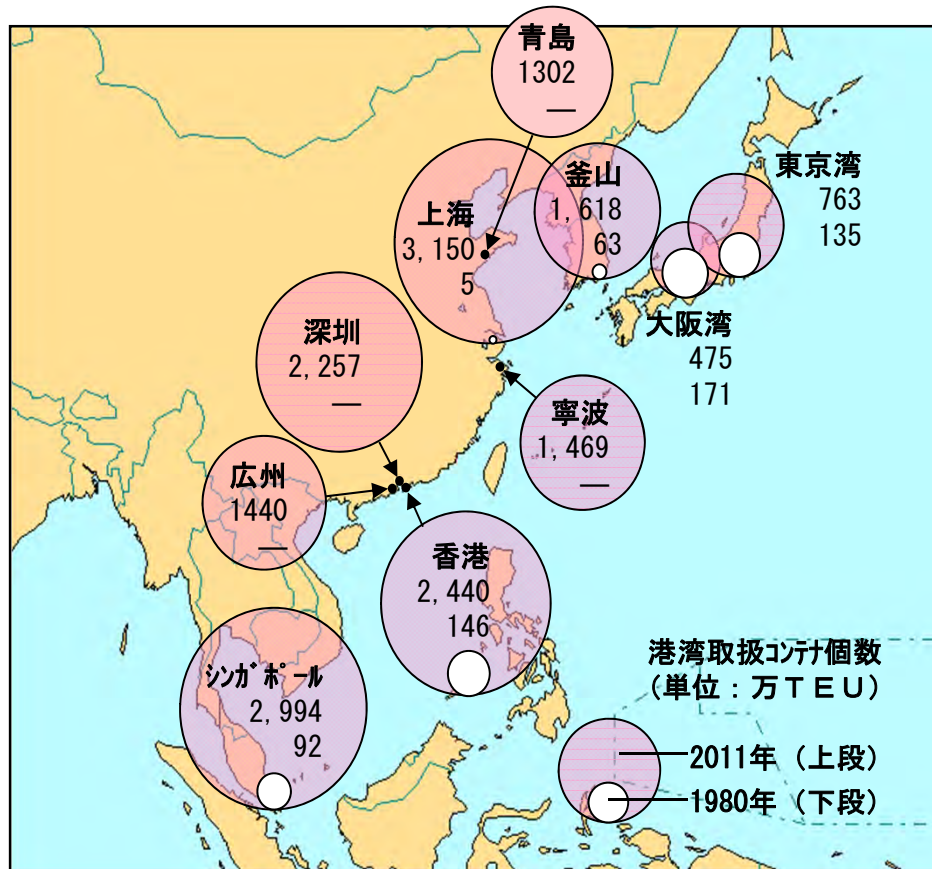 青島
1302
―
釜山
1,618
63
東京湾
763
135
上海
3,150
5
大阪湾
475
171
深圳
2,257
―
寧波
1,469
―
広州
1440
―
香港
2,440
146
シンガポール
2,994
92
港湾取扱コンテナ個数
(単位：万ＴＥＵ)
2011年 (上段)
1980年 (下段)